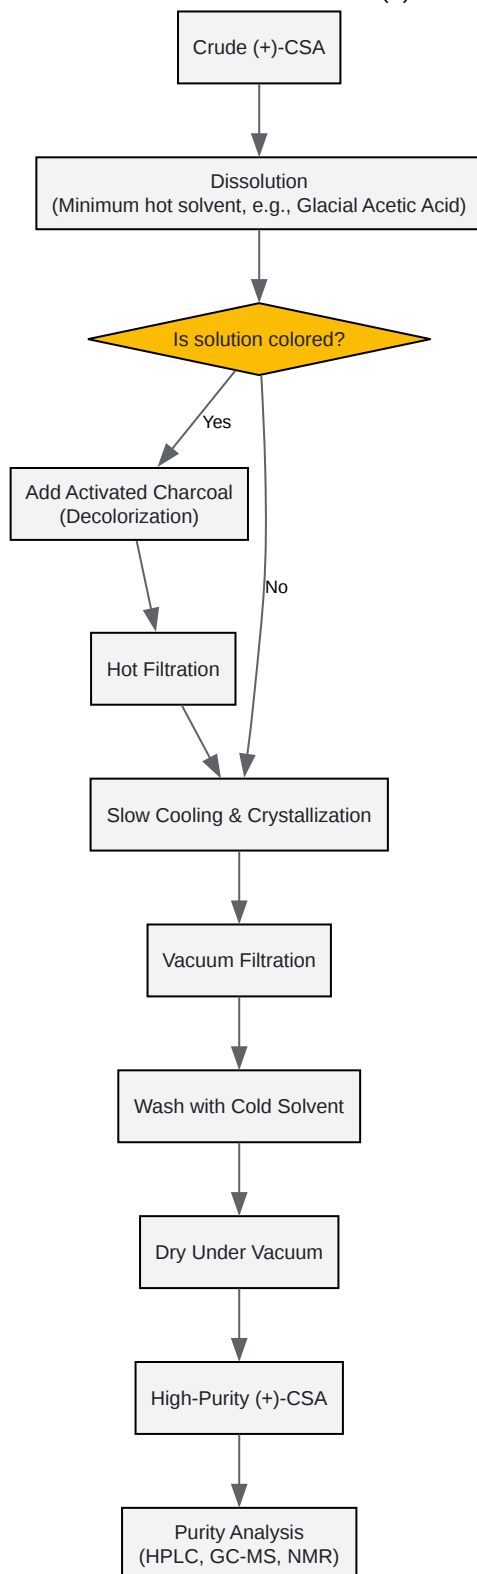 Crude (+)-CSA
Dissolution
(Minimum hot solvent, e.g., Glacial Acetic Acid)
Is solution colored?
Yes
Add Activated Charcoal
(Decolorization)
No
Hot Filtration
Slow Cooling & Crystallization
Vacuum Filtration
Wash with Cold Solvent
Dry Under Vacuum
High-Purity (+)-CSA
Purity Analysis
(HPLC, GC-MS, NMR)